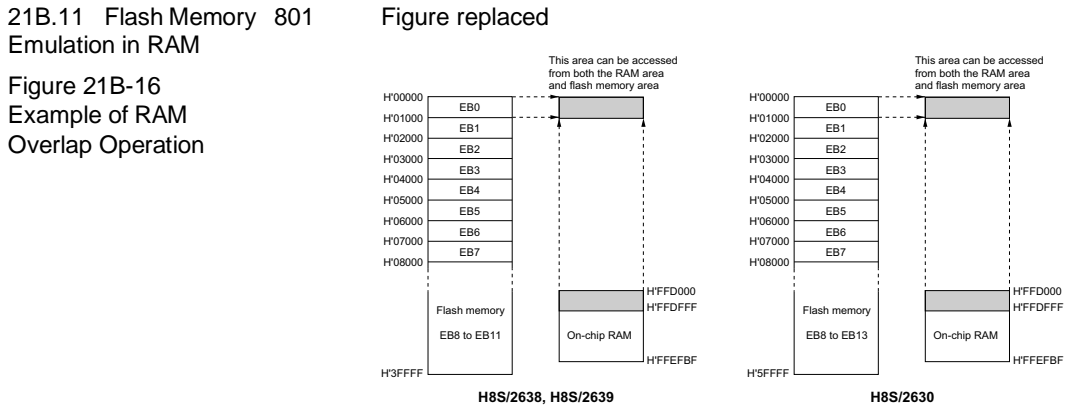 21B.11 Flash Memory 801 Figure replaced
Emulation in RAM
Figure 21B-16
Example of RAM
Overlap Operation
This area can be accessed
from both the RAM area
and flash memory area
H'00000
EB0
H'01000
EB1
H'02000
EB2
H'03000
EB3
H'04000
EB4
H'05000
EB5
H'06000
EB6
H'07000
EB7
H'08000
H'FFD000
H'FFDFFF
Flash memory
EB8 to EB11
On-chip RAM
H'FFEFBF
H'3FFFF
H8S/2638, H8S/2639
This area can be accessed
from both the RAM area
and flash memory area
H'00000
EB0
H'01000
EB1
H'02000
EB2
H'03000
EB3
H'04000
EB4
H'05000
EB5
H'06000
EB6
H'07000
EB7
H'08000
H'FFD000
H'FFDFFF
Flash memory
EB8 to EB13
On-chip RAM
H'FFEFBF
H'5FFFF
H8S/2630